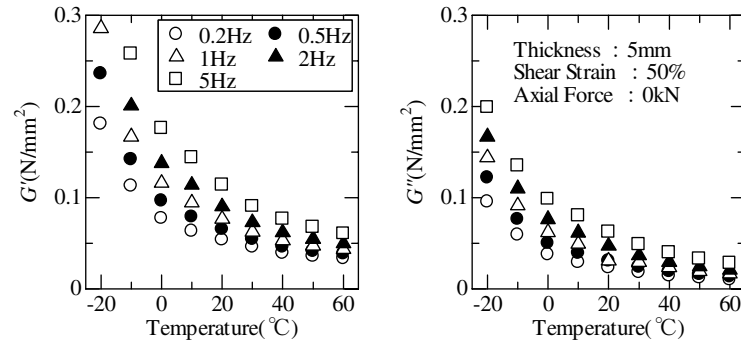 0.3
0.2
0.1
0
G'(N/mm²)
0.2Hz 0.5Hz
1Hz 2Hz
5Hz
-20 0 20 40 60
Temperature(℃)
0.3
0.2
0.1
0
G"(N/mm²)
Thickness : 5mm
Shear Strain : 50%
Axial Force : 0kN
-20 0 20 40 60
Temperature(℃)